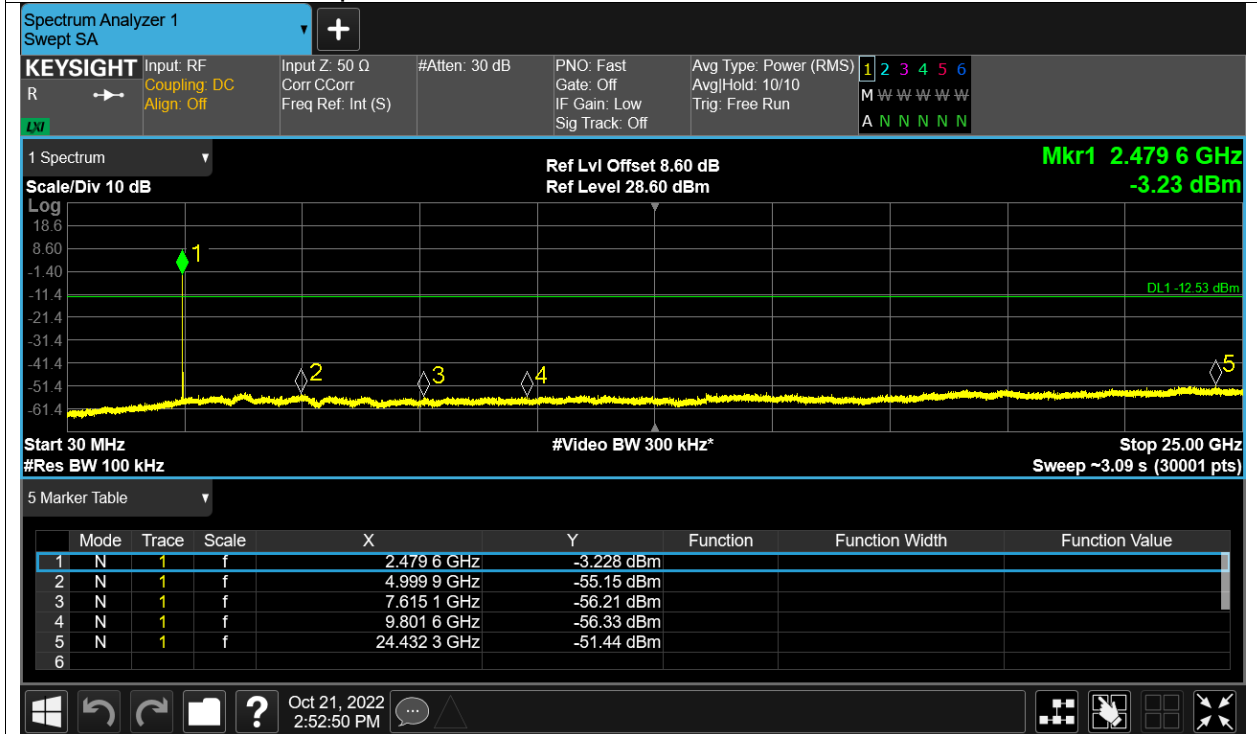 Spectrum Analyzer 1
Swept SA
KEYSIGHT
R
LXI
Input: RF
Coupling: DC
Align: Off
Input Z: 50 Ω
Corr CCorr
Freq Ref: Int (S)
#Atten: 30 dB
PNO: Fast
Gate: Off
IF Gain: Low
Sig Track: Off
Avg Type: Power (RMS)
Avg|Hold: 10/10
Trig: Free Run
1 2 3 4 5 6
M W W W W W
A N N N N N
1 Spectrum
Scale/Div 10 dB
Ref Lvl Offset 8.60 dB
Ref Level 28.60 dBm
Mkr1 2.479 6 GHz
-3.23 dBm
Log
18.6
8.60
-1.40
-11.4
-21.4
-31.4
-41.4
-51.4
-61.4
1
DL1 -12.53 dBm
2
3
4
5
Start 30 MHz
#Res BW 100 kHz
#Video BW 300 kHz*
Stop 25.00 GHz
Sweep ~3.09 s (30001 pts)
5 Marker Table
Mode Trace Scale X Y Function Function Width Function Value
1 N 1 f 2.479 6 GHz -3.228 dBm
2 N 1 f 4.999 9 GHz -55.15 dBm
3 N 1 f 7.615 1 GHz -56.21 dBm
4 N 1 f 9.801 6 GHz -56.33 dBm
5 N 1 f 24.432 3 GHz -51.44 dBm
6
?
Oct 21, 2022
2:52:50 PM